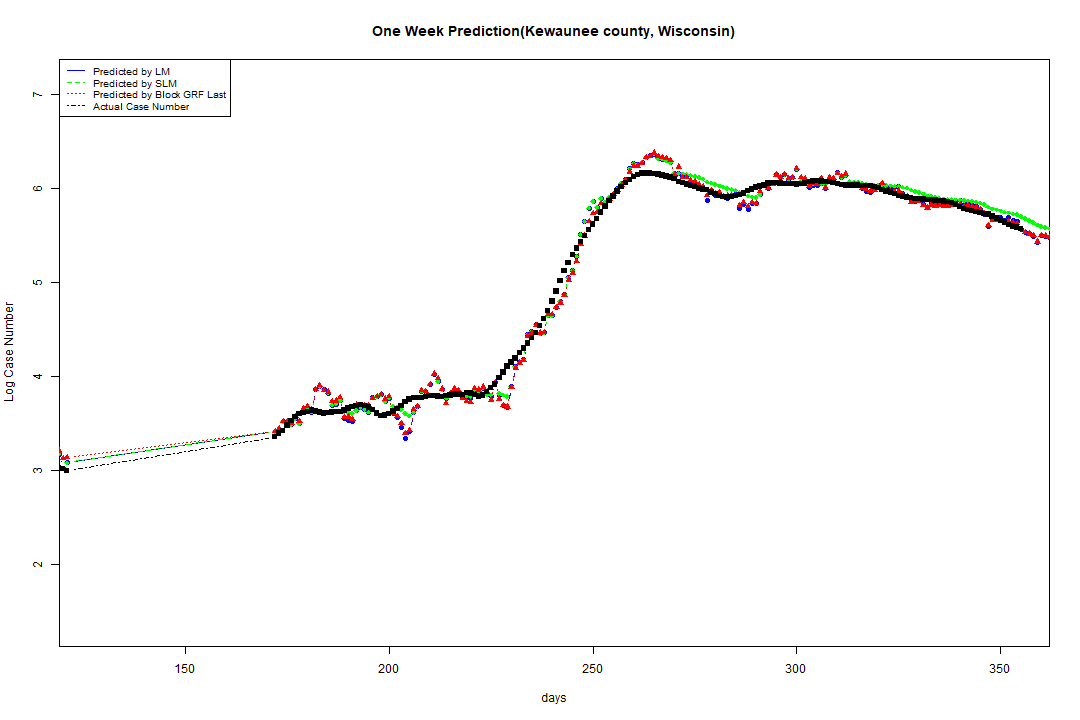 One Week Prediction(Kewaunee county, Wisconsin)
Predicted by LM
Predicted by SLM
Predicted by Block GRF Last
Actual Case Number
7
6
5
4
3
2
Log Case Number
150 200 250 300 350
days